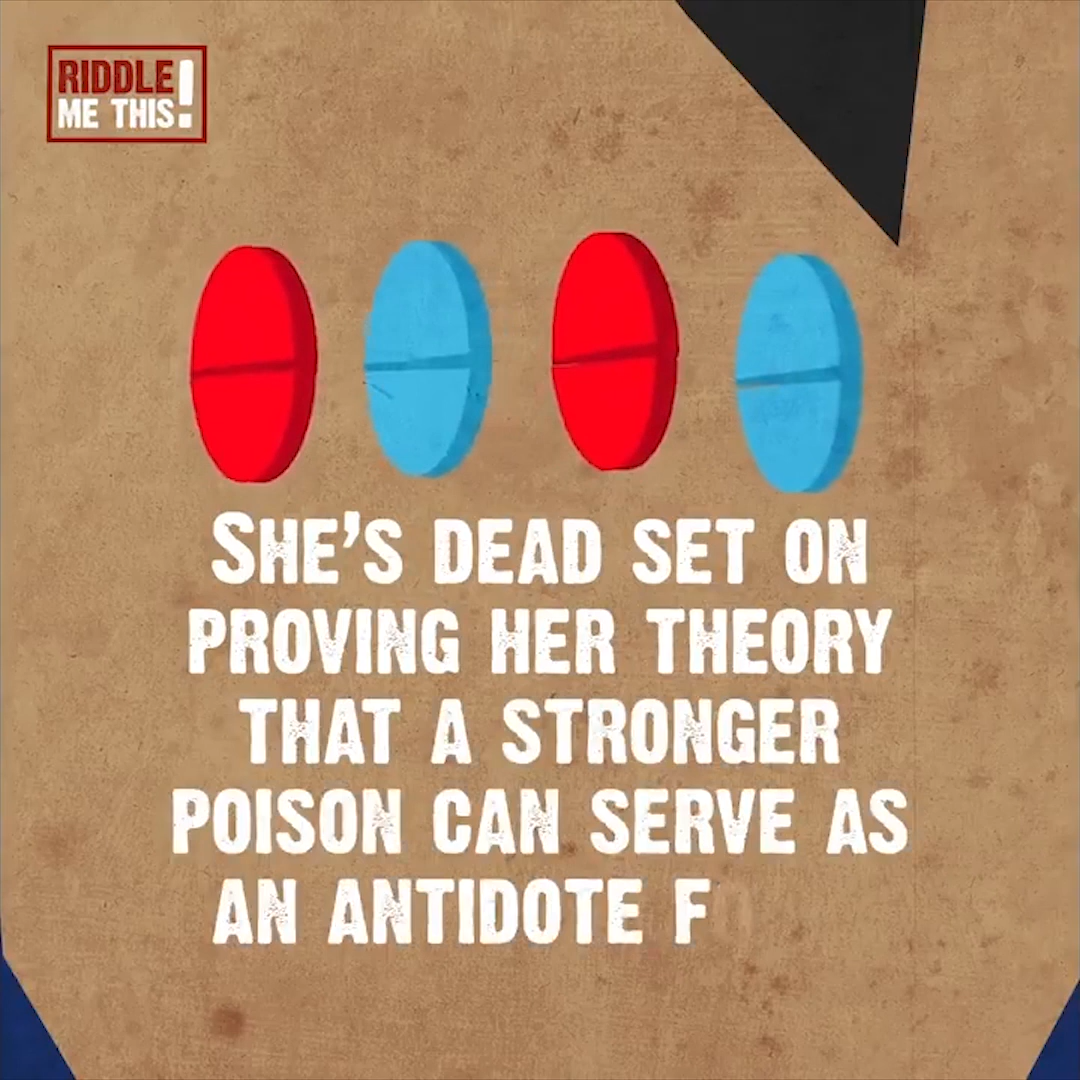 RIDDLE
ME THIS!
SHE'S DEAD SET ON
PROVING HER THEORY
THAT A STRONGER
POISON CAN SERVE AS
AN ANTIDOTE F